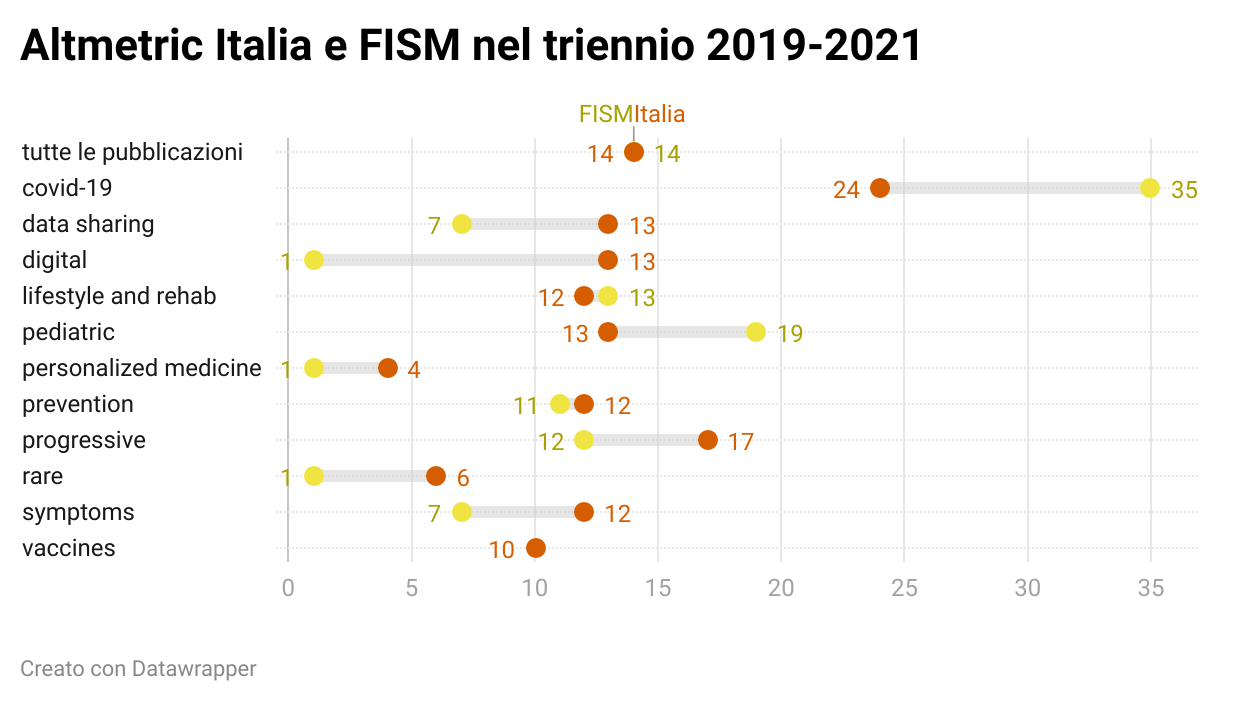 Altmetric Italia e FISM nel triennio 2019-2021
FISMItalia
tutte le pubblicazioni 14 14
covid-19 24 35
data sharing 7 13
digital 1 13
lifestyle and rehab 12 13
pediatric 13 19
personalized medicine 1 4
prevention 11 12
progressive 12 17
rare 1 6
symptoms 7 12
vaccines 10
0 5 10 15 20 25 30 35
Creato con Datawrapper